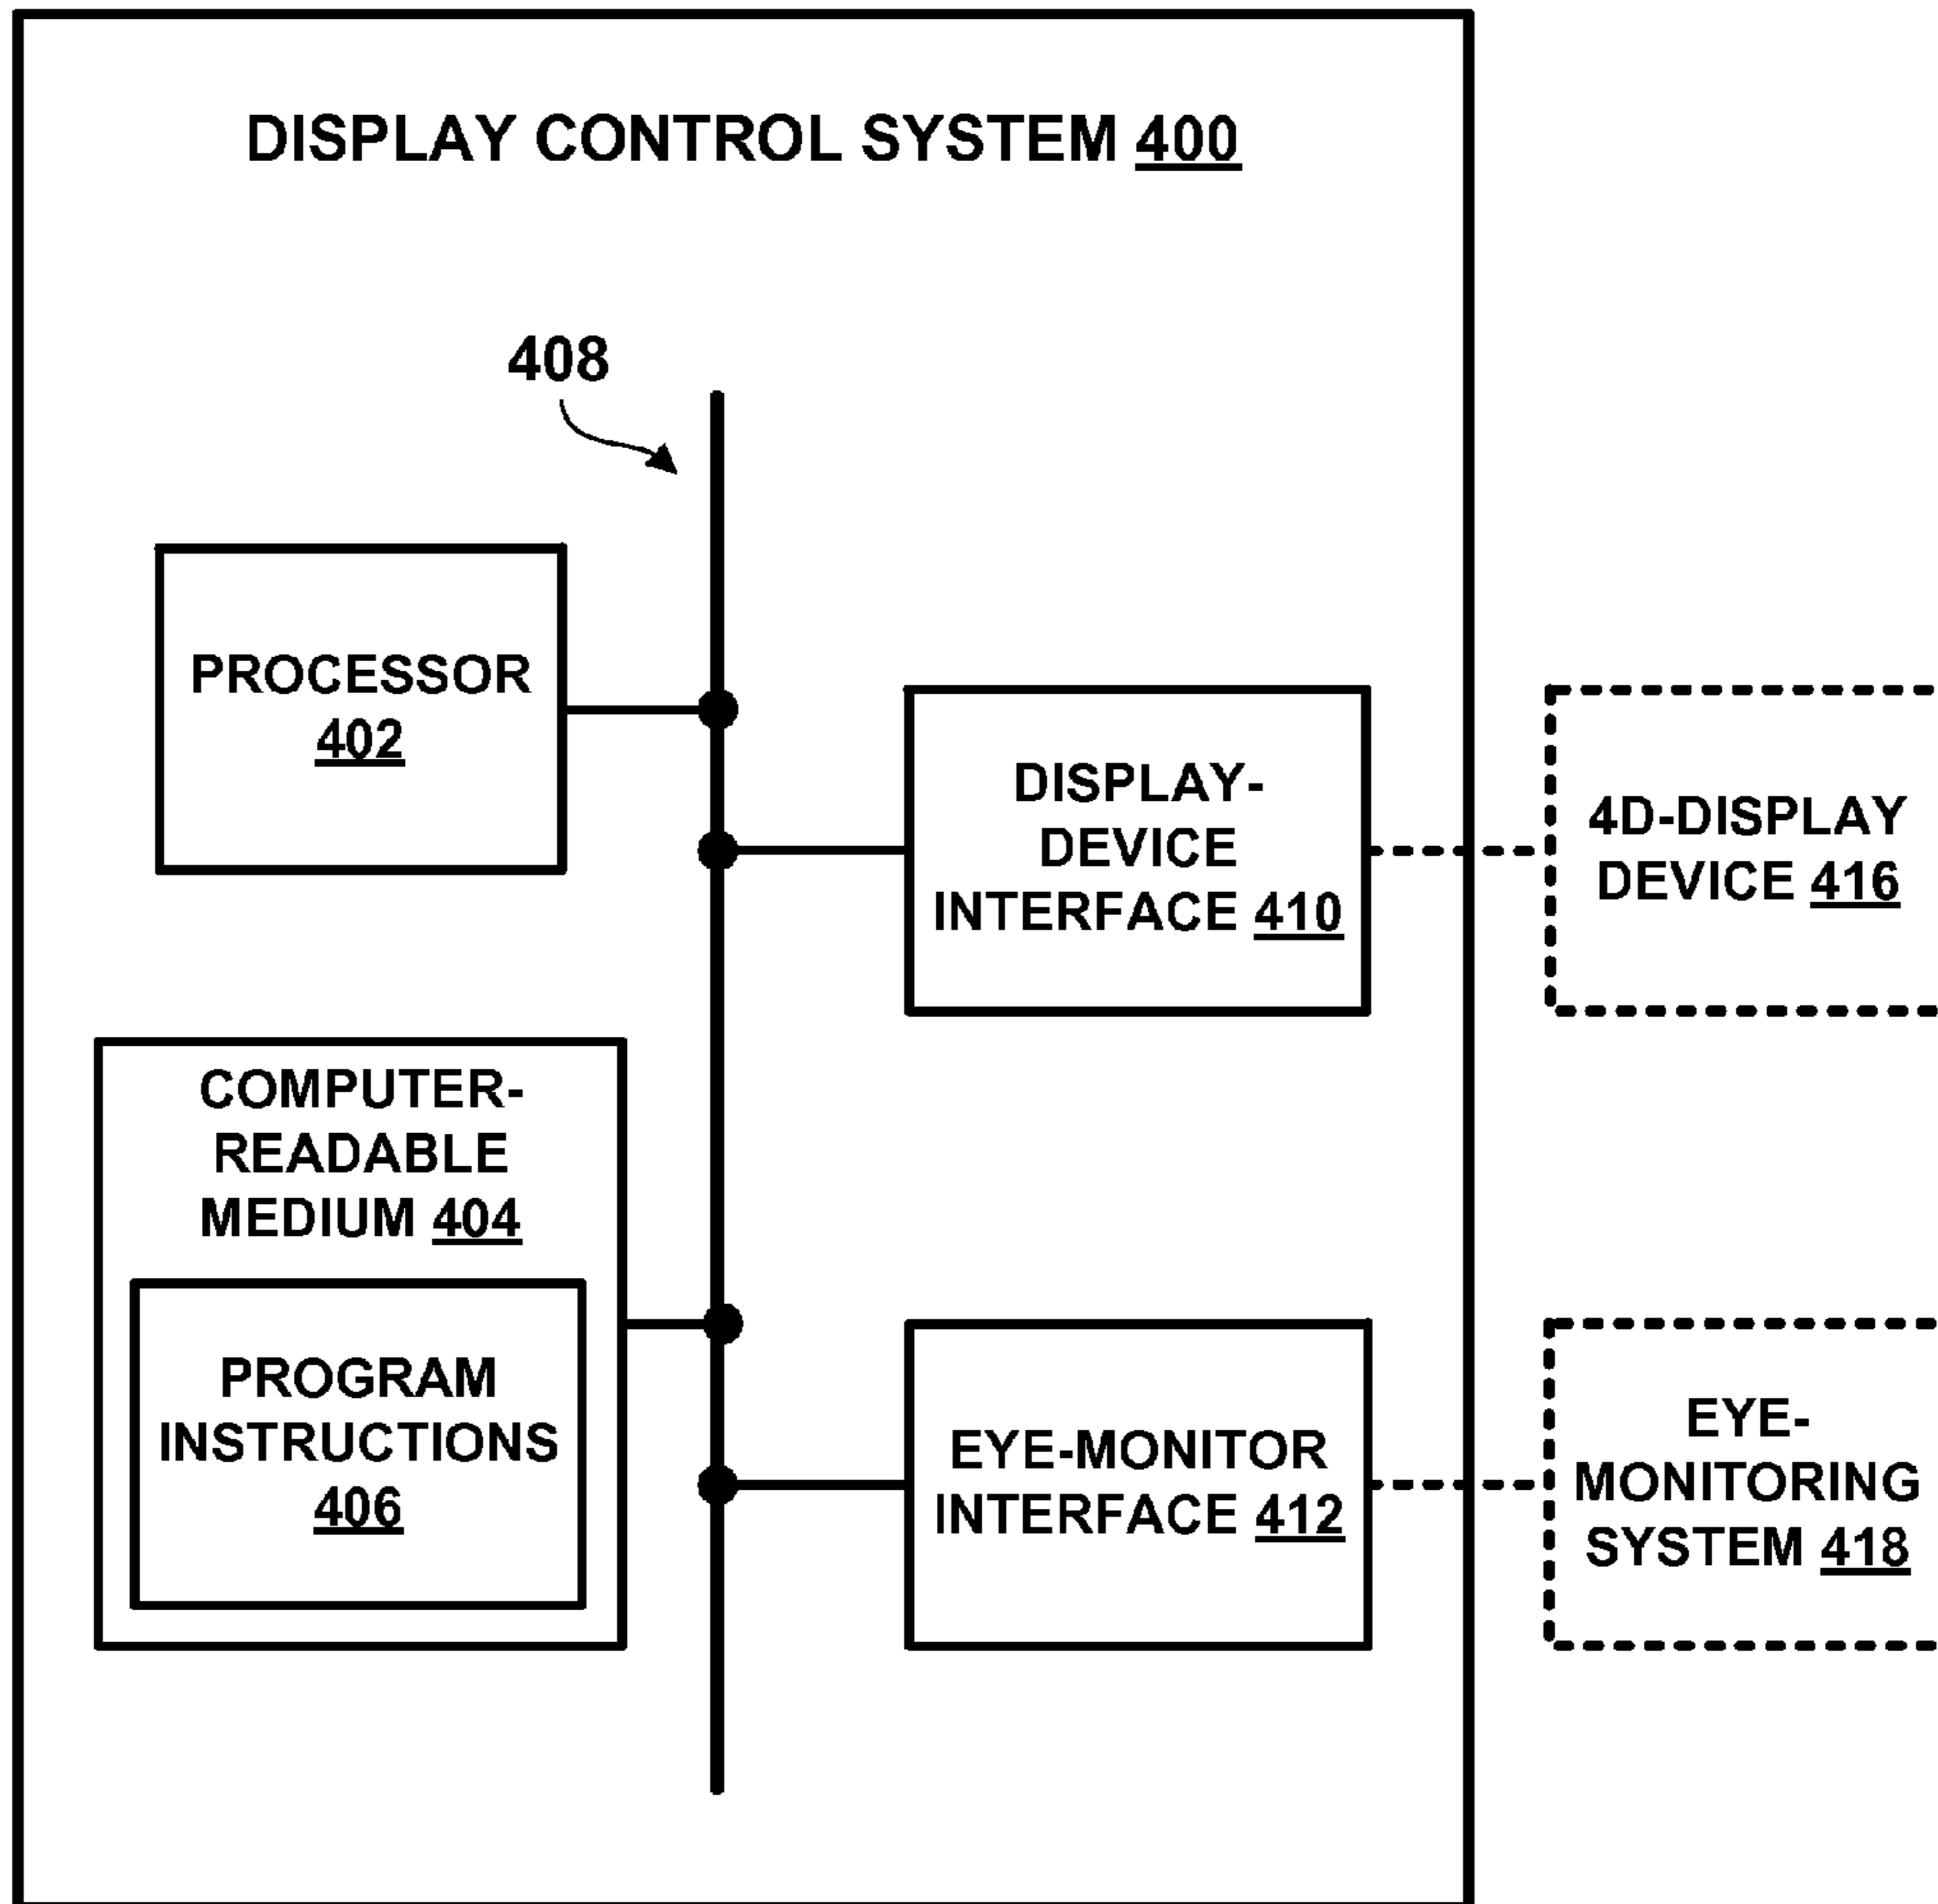 DISPLAY CONTROL SYSTEM 400
408
PROCESSOR
402
DISPLAY-
DEVICE
INTERFACE 410
4D-DISPLAY
DEVICE 416
COMPUTER-
READABLE
MEDIUM 404
PROGRAM
INSTRUCTIONS
406
EYE-MONITOR
INTERFACE 412
EYE-
MONITORING
SYSTEM 418